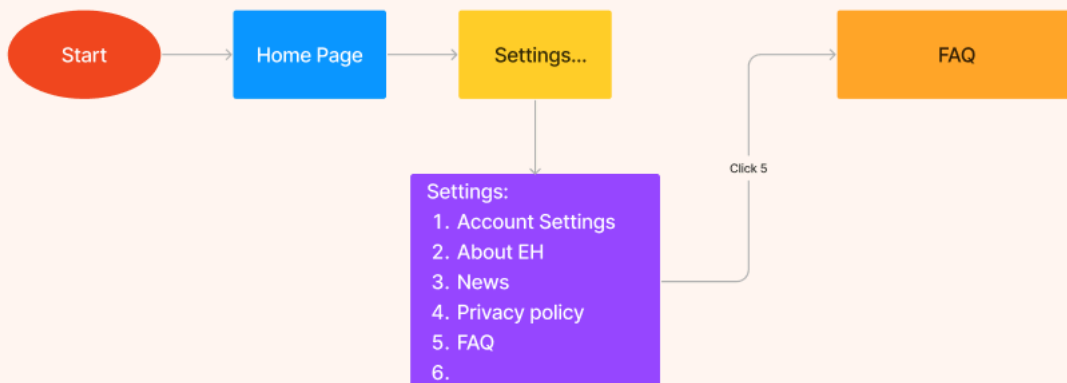 Start
Home Page
Settings...
FAQ
Click 5
Settings:
1. Account Settings
2. About EH
3. News
4. Privacy policy
5. FAQ
6.